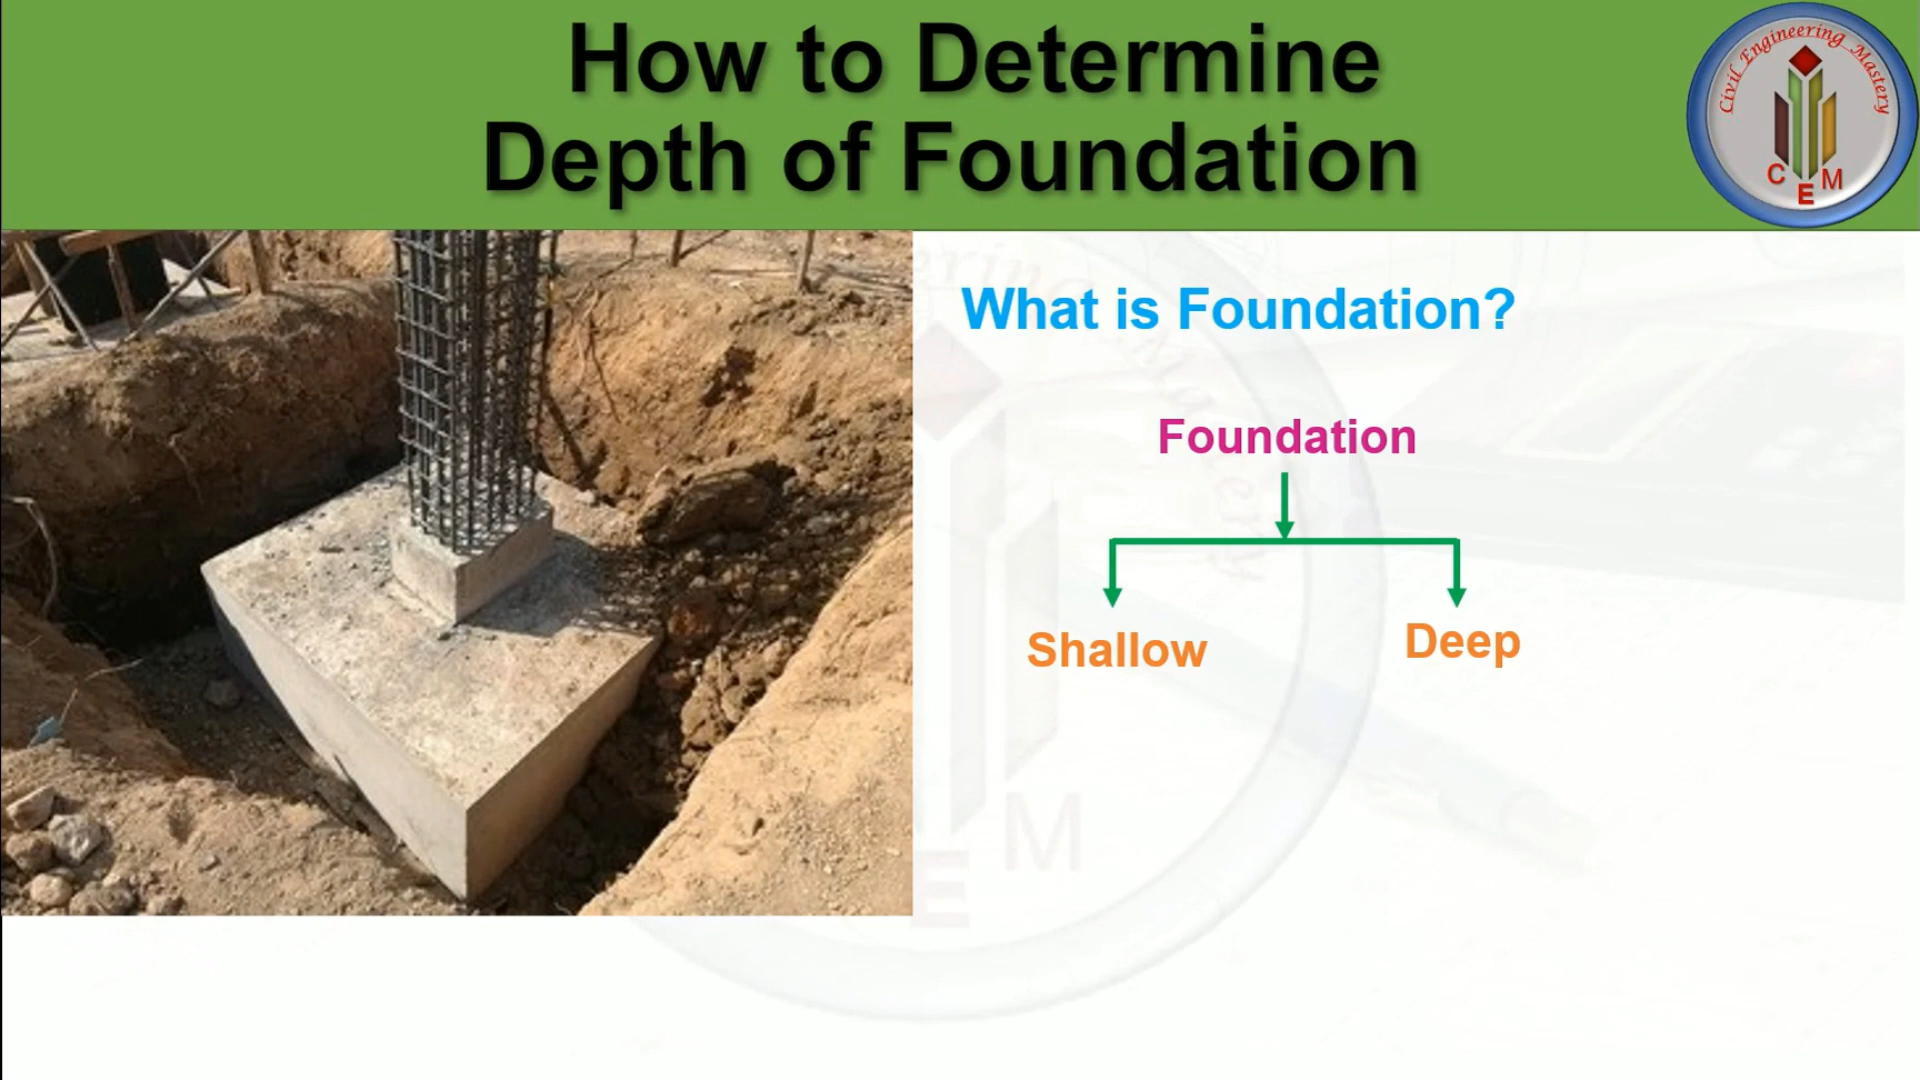 How to Determine
Depth of Foundation
Civil Engineering Mastery
C E M
What is Foundation?
Foundation
Shallow
Deep
M
E